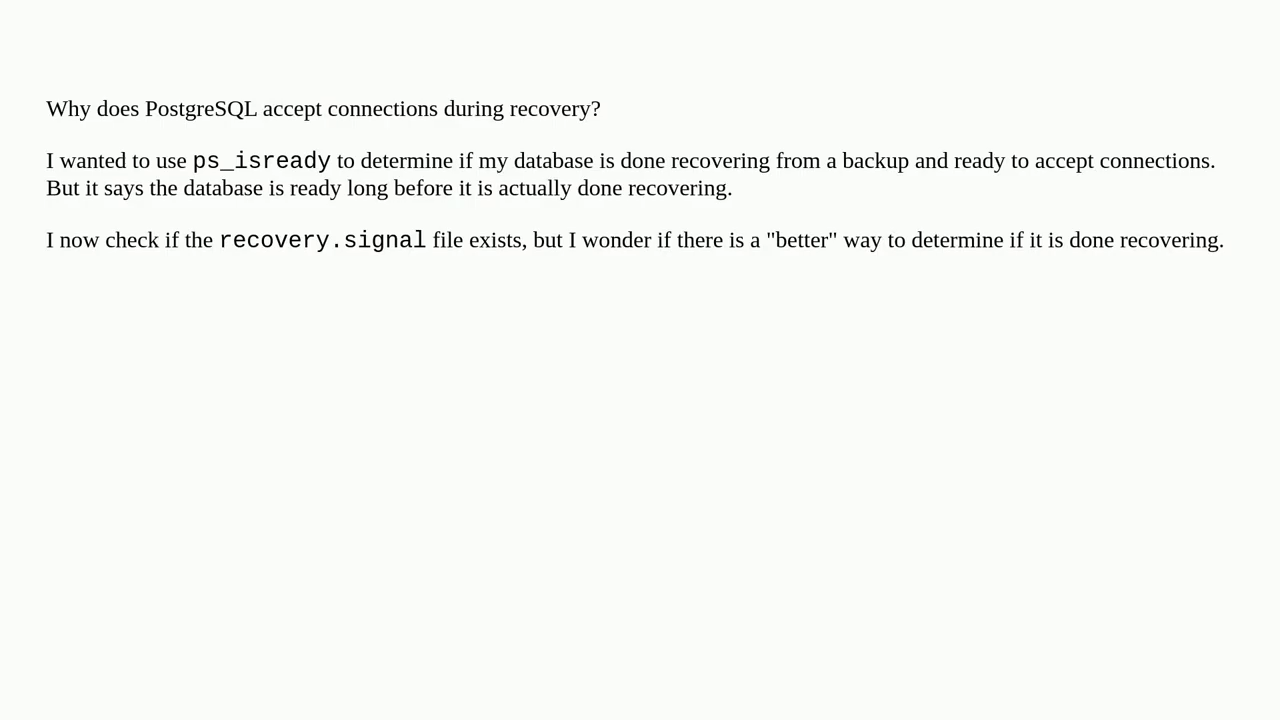 Why does PostgreSQL accept connections during recovery?
I wanted to use ps_isready to determine if my database is done recovering from a backup and ready to accept connections.
But it says the database is ready long before it is actually done recovering.
I now check if the recovery.signal file exists, but I wonder if there is a "better" way to determine if it is done recovering.